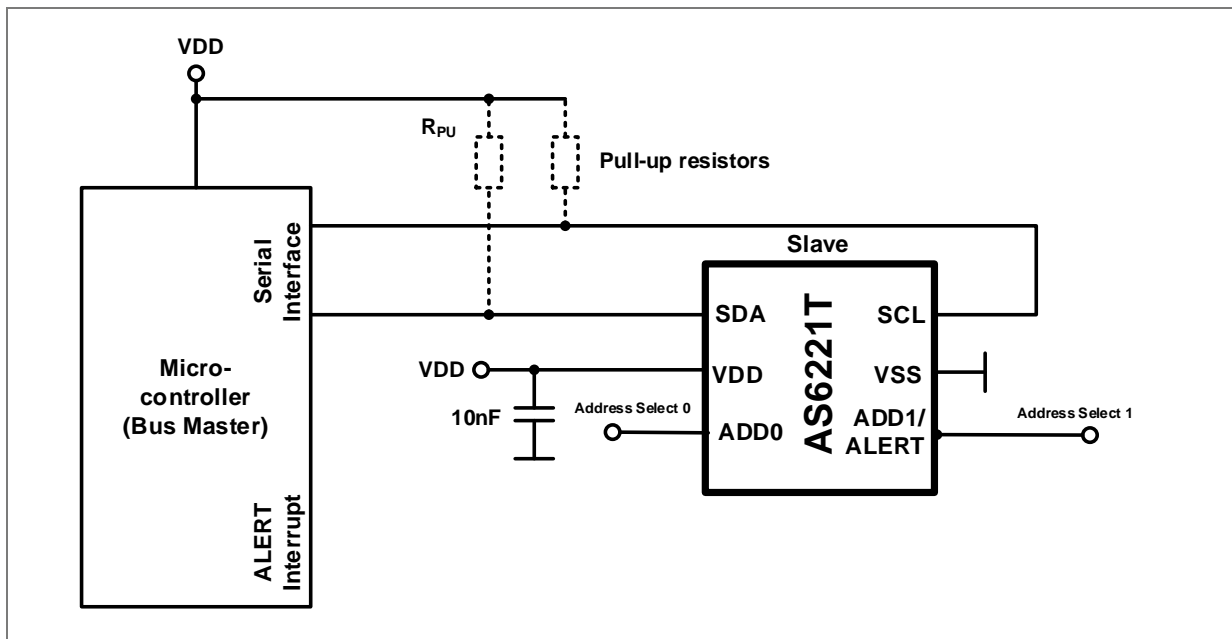 VDD
R_PU
Pull-up resistors
Serial
Interface
Slave
SDA
SCL
AS6221T
Micro-
controller
(Bus Master)
VDD
VDD
VSS
10nF
Address Select 0
ADD0
ADD1/
ALERT
Address Select 1
ALERT
Interrupt